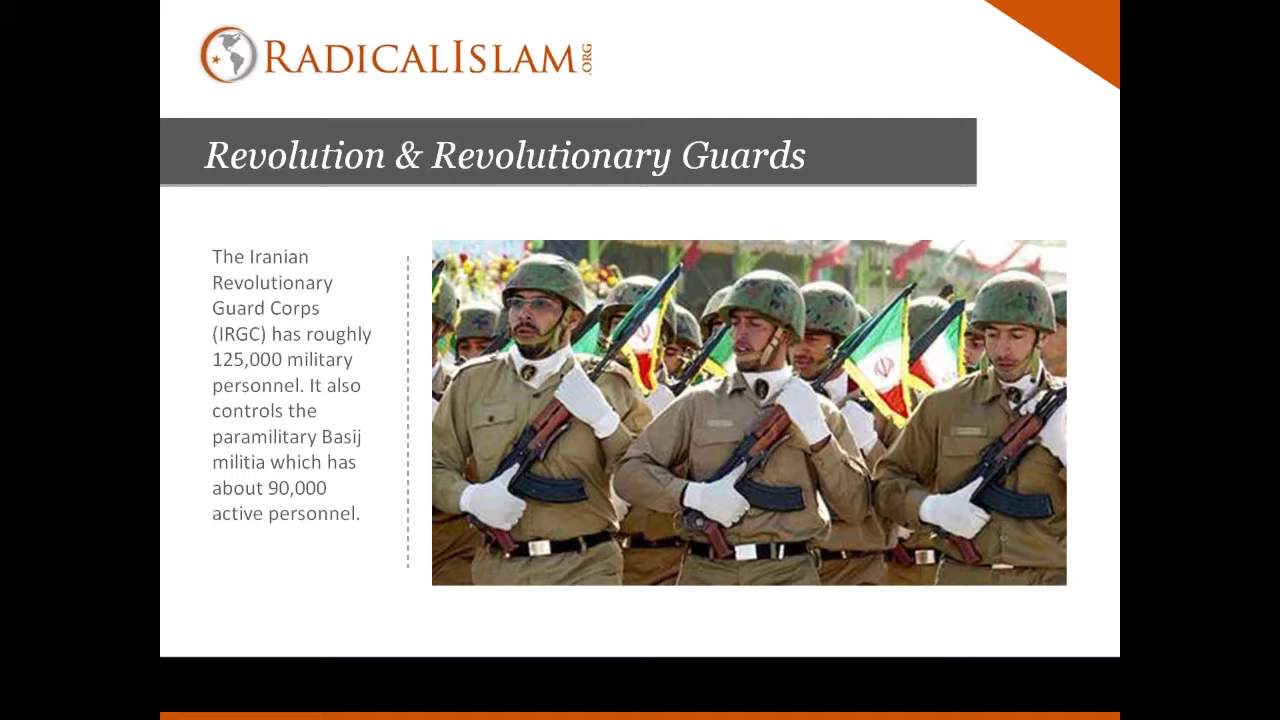 RADICALISLAM.ORG
Revolution & Revolutionary Guards
The Iranian
Revolutionary
Guard Corps
(IRGC) has roughly
125,000 military
personnel. It also
controls the
paramilitary Basij
militia which has
about 90,000
active personnel.